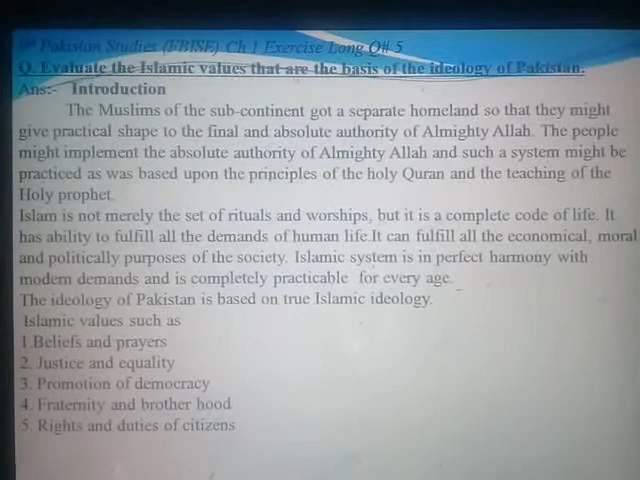 9th Pakistan Studies (FBISE) Ch 1 Exercise Long Q# 5
Q. Evaluate the Islamic values that are the basis of the ideology of Pakistan.
Ans:- Introduction
The Muslims of the sub-continent got a separate homeland so that they might
give practical shape to the final and absolute authority of Almighty Allah. The people
might implement the absolute authority of Almighty Allah and such a system might be
practiced as was based upon the principles of the holy Quran and the teaching of the
Holy prophet.
Islam is not merely the set of rituals and worships, but it is a complete code of life. It
has ability to fulfill all the demands of human life.It can fulfill all the economical, moral
and politically purposes of the society. Islamic system is in perfect harmony with
modern demands and is completely practicable for every age.
The ideology of Pakistan is based on true Islamic ideology.
Islamic values such as
1.Beliefs and prayers
2. Justice and equality
3. Promotion of democracy
4. Fraternity and brother hood
5. Rights and duties of citizens